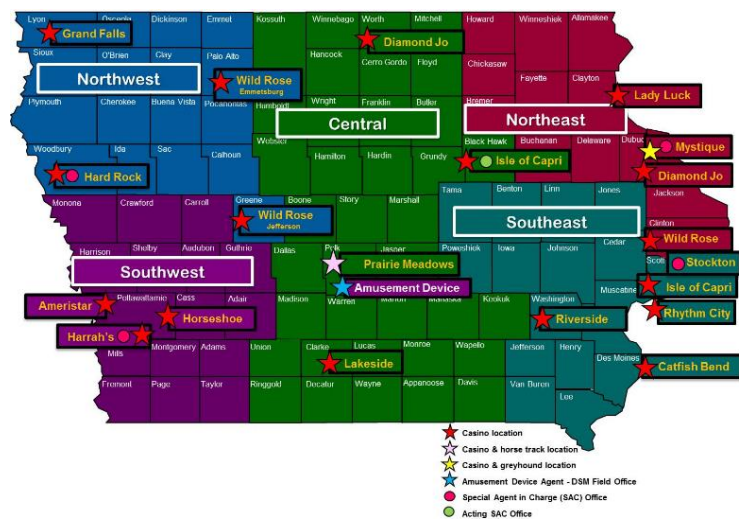 Lyon Osceola Dickinson Emmet Kossuth Winnebago Worth Mitchell Howard Winneshiek Allamakee
Grand Falls
Diamond Jo
Sioux O'Brien Clay Palo Alto Hancock Cerro Gordo Floyd Chickasaw
Northwest
Wild Rose
Emmetsburg
Fayette Clayton
Lady Luck
Plymouth Cherokee Buena Vista Pocahontas Humboldt Wright Franklin Butler Bremer
Central
Northeast
Woodbury Ida Sac Calhoun Webster Hamilton Hardin Grundy Black Hawk Buchanan Delaware
Mystique
Hard Rock
Isle of Capri
Diamond Jo
Monona Crawford Carroll Greene Boone Story Marshall Tama Benton Linn Jones Jackson
Wild Rose
Jefferson
Southeast
Clinton
Wild Rose
Harrison Shelby Audubon Guthrie Dallas Polk Jasper Poweshiek Iowa Johnson Cedar Scott
Southwest
Prairie Meadows
Stockton
Amusement Device
Muscatine
Isle of Capri
Pottawattamie Cass Adair Madison Warren Marion Mahaska Keokuk Washington
Ameristar
Horseshoe
Riverside
Rhythm City
Harrah's
Mills Montgomery Adams Union Clarke Lucas Monroe Wapello Jefferson Henry Des Moines
Lakeside
Catfish Bend
Fremont Page Taylor Ringgold Decatur Wayne Appanoose Davis Van Buren Lee
Casino location
Casino & horse track location
Casino & greyhound location
Amusement Device Agent - DSM Field Office
Special Agent in Charge (SAC) Office
Acting SAC Office